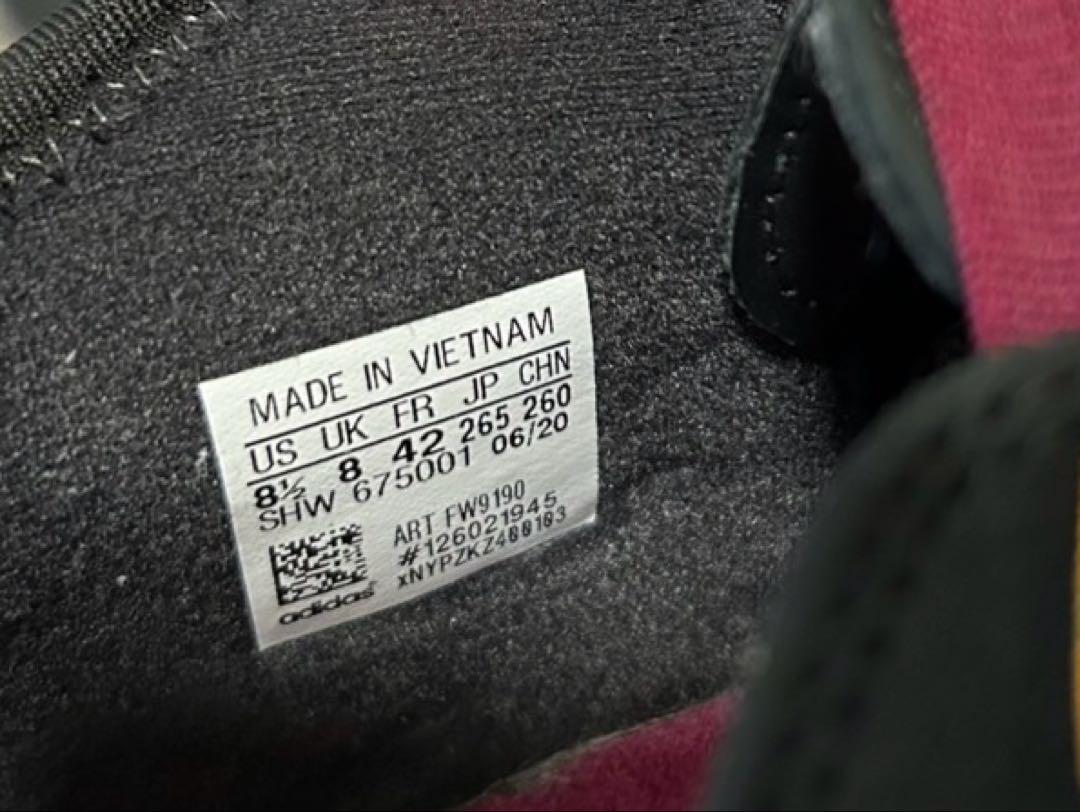 MADE IN VIETNAM
US UK FR JP CHN
8½ 8 42 265 260
SHW 675001 06/20
ART FW9190
#126021945
xNYPZKZ400103
adidas